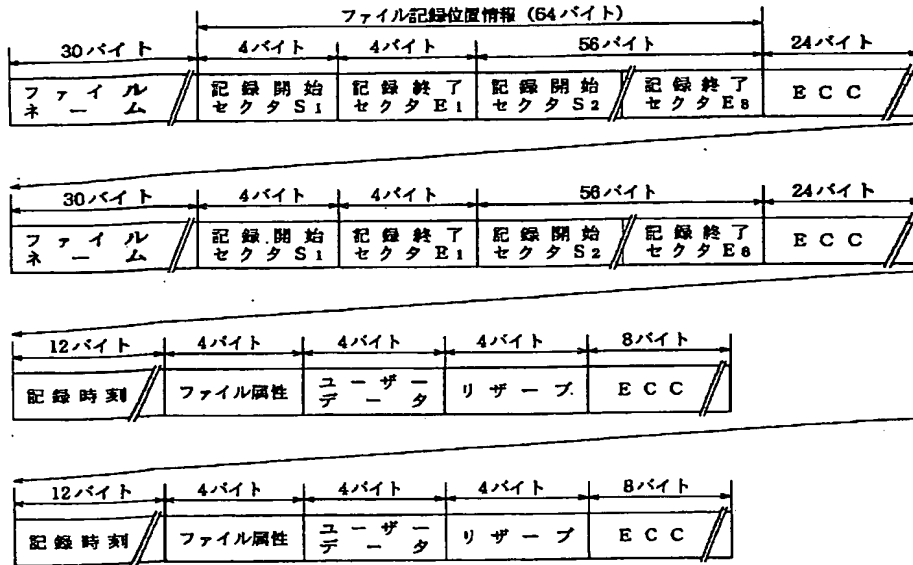 ファイル記録位置情報 (64バイト)
30バイト 4バイト 4バイト 56バイト 24バイト
ファイルネーム 記録開始セクタS1 記録終了セクタE1 記録開始セクタS2 記録終了セクタE8 ECC
30バイト 4バイト 4バイト 56バイト 24バイト
ファイルネーム 記録開始セクタS1 記録終了セクタE1 記録開始セクタS2 記録終了セクタE8 ECC
12バイト 4バイト 4バイト 4バイト 8バイト
記録時刻 ファイル属性 ユーザーデータ リザーブ ECC
12バイト 4バイト 4バイト 4バイト 8バイト
記録時刻 ファイル属性 ユーザーデータ リザーブ ECC